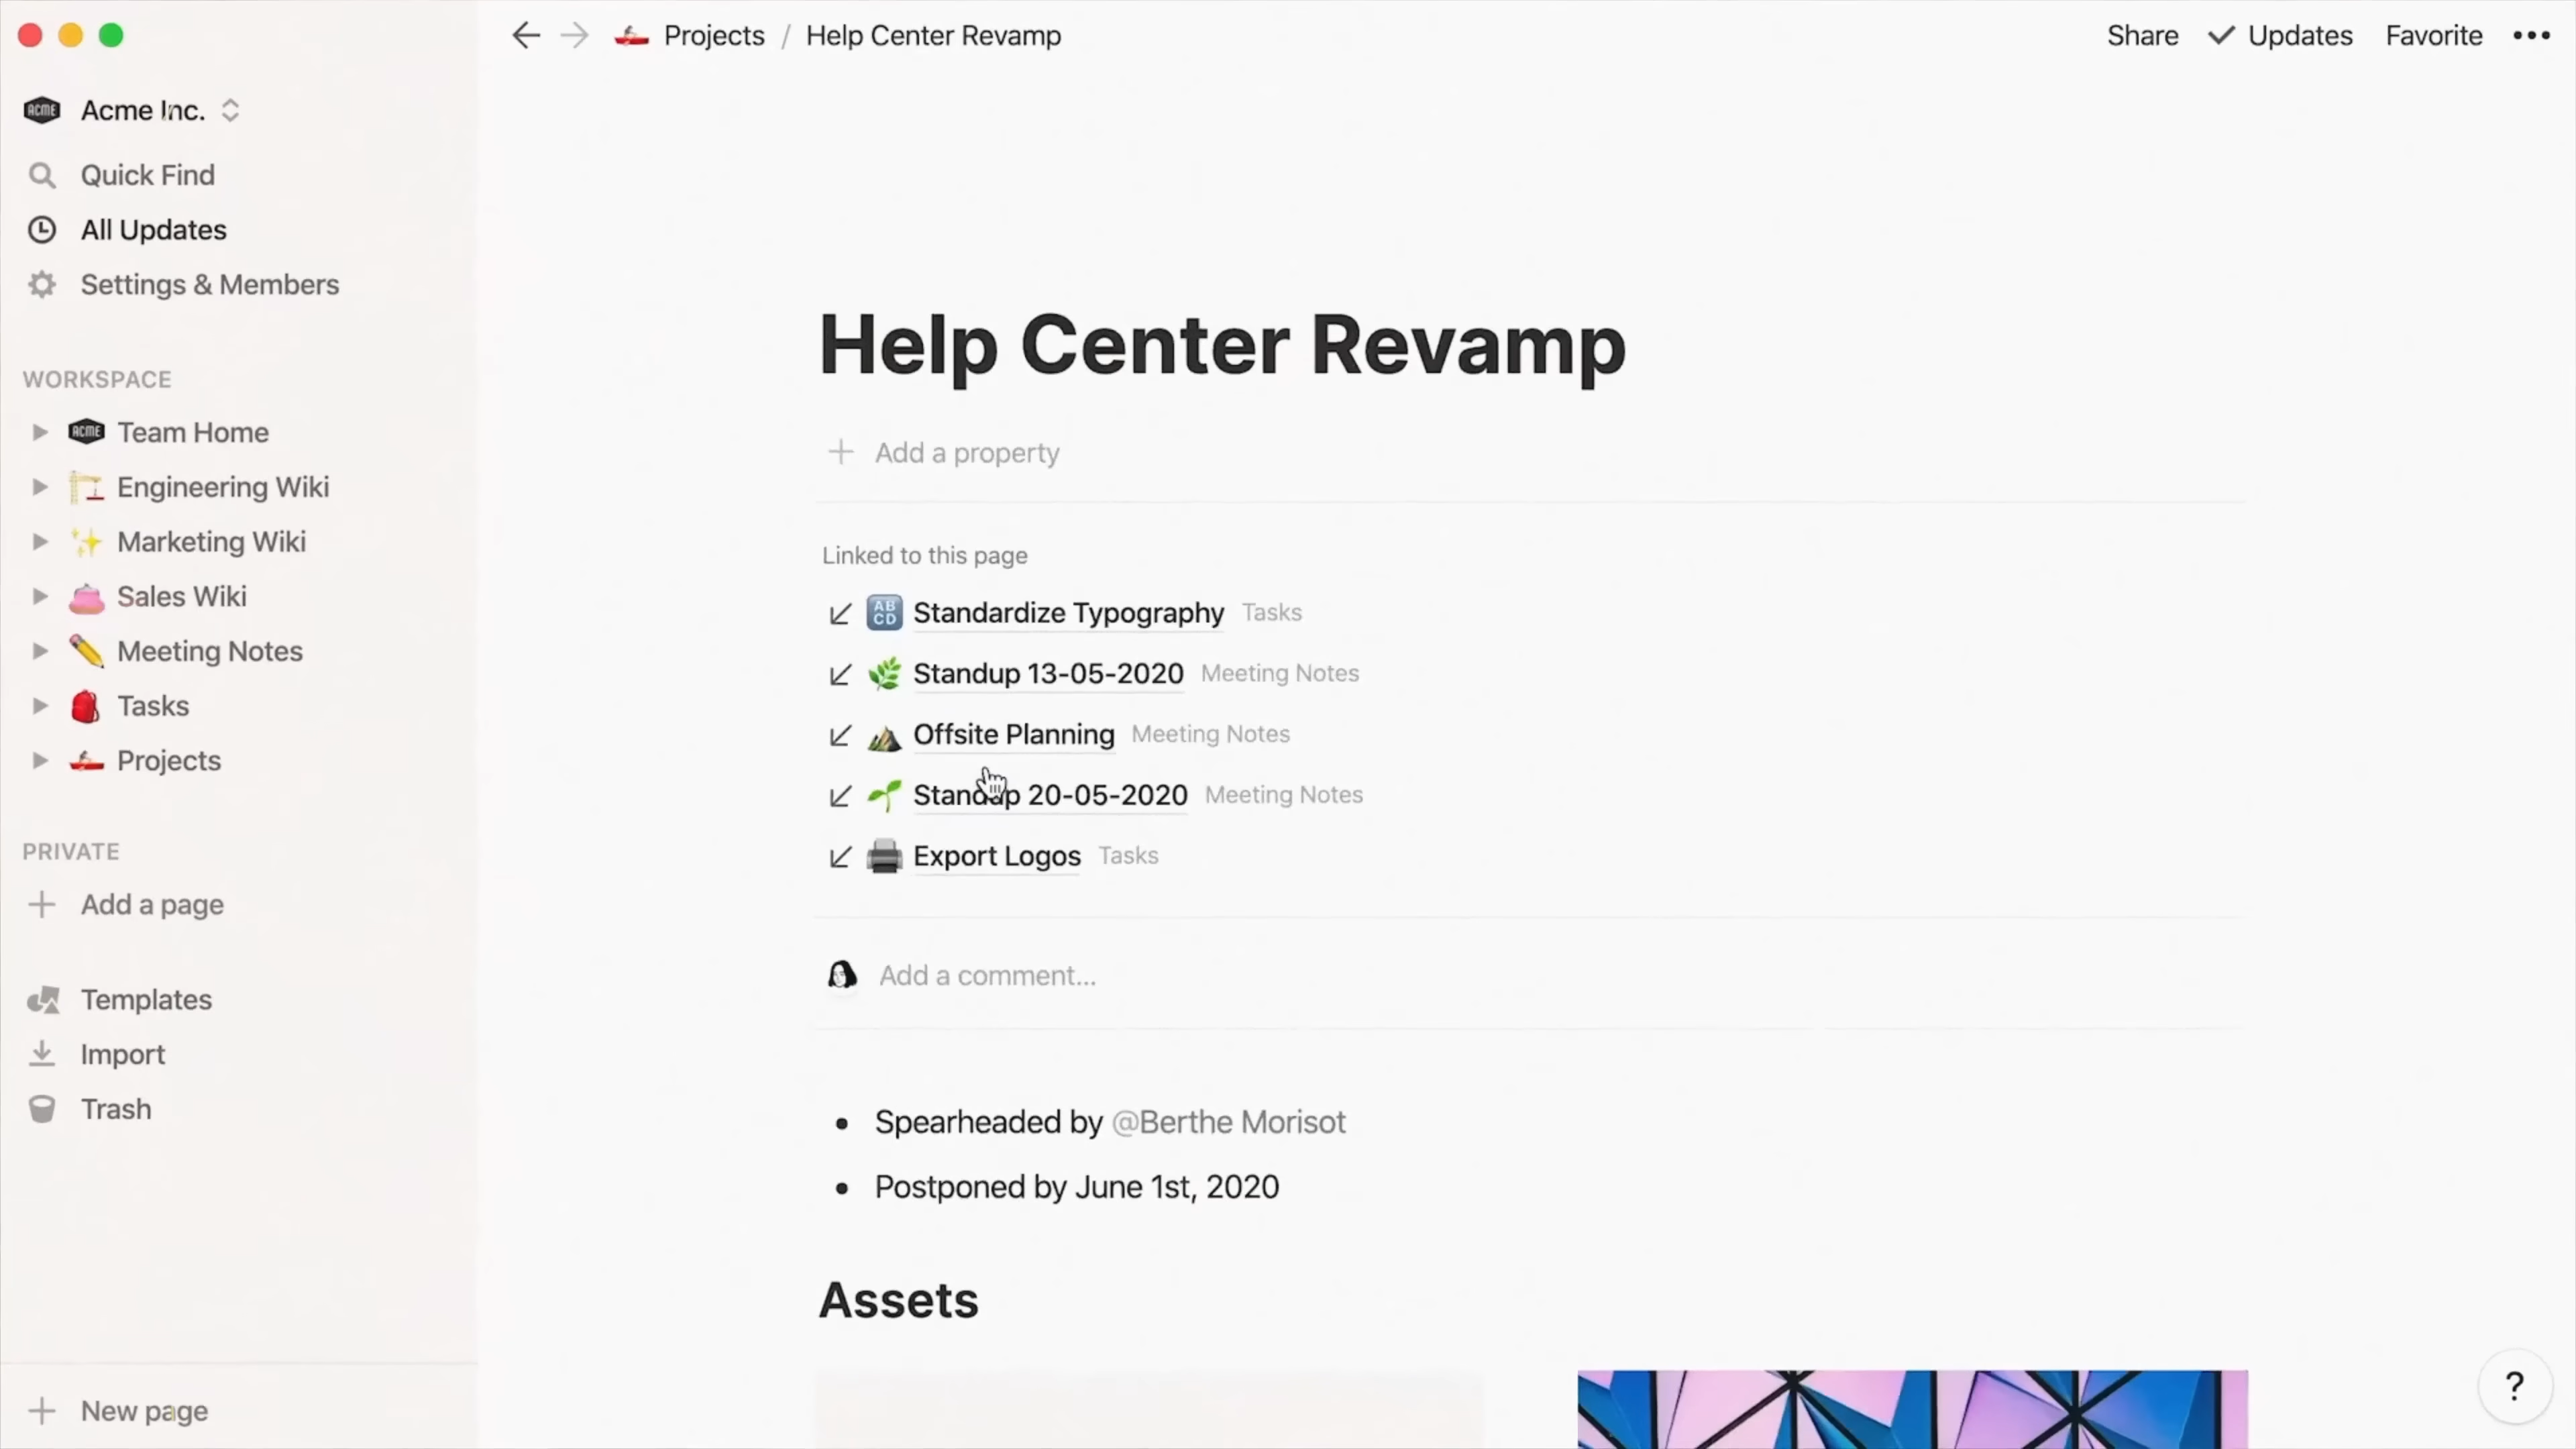 Projects / Help Center Revamp
Share Updates Favorite
ACME Acme Inc.
Quick Find
All Updates
Settings & Members
WORKSPACE
ACME Team Home
Engineering Wiki
Marketing Wiki
Sales Wiki
Meeting Notes
Tasks
Projects
PRIVATE
Add a page
Templates
Import
Trash
New page
Help Center Revamp
Add a property
Linked to this page
AB
CD
Standardize Typography Tasks
Standup 13-05-2020 Meeting Notes
Offsite Planning Meeting Notes
Standup 20-05-2020 Meeting Notes
Export Logos Tasks
Add a comment...
• Spearheaded by @Berthe Morisot
• Postponed by June 1st, 2020
Assets
?